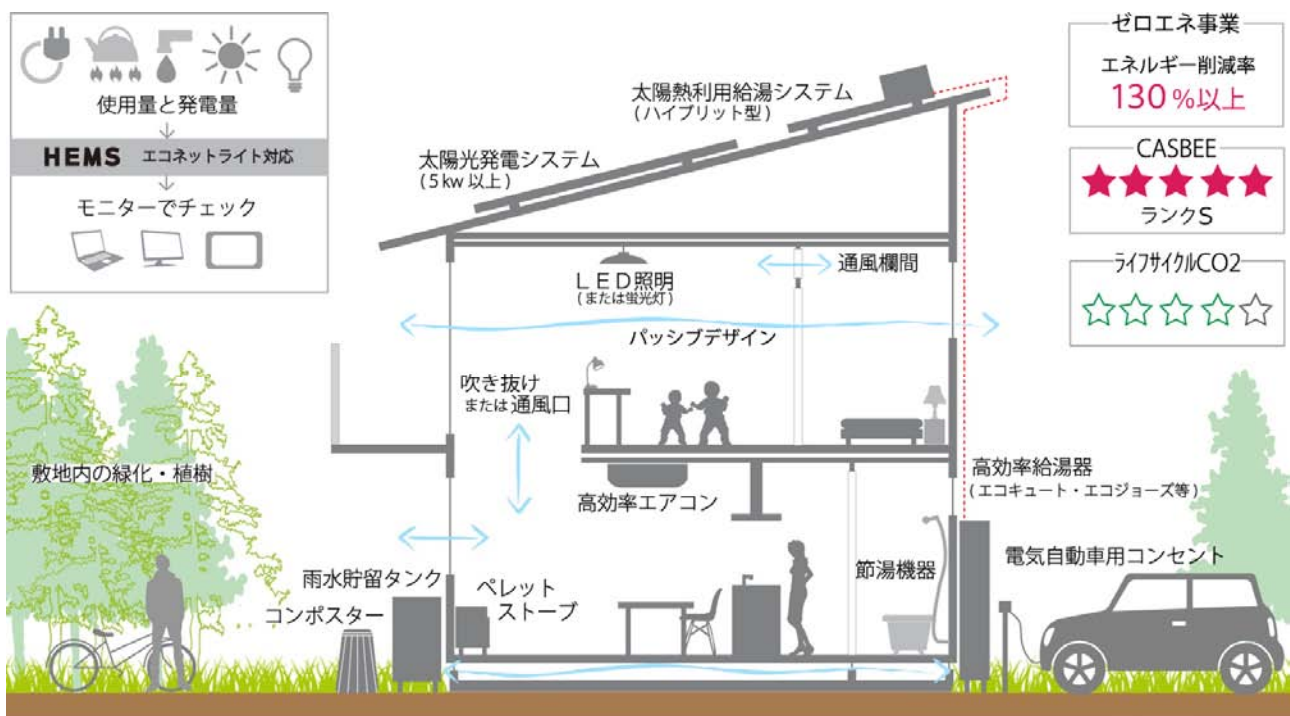 使用量と発電量
HEMS エコネットライト対応
モニターでチェック
ゼロエネ事業
エネルギー削減率
130%以上
CASBEE
ランクS
ライフサイクルCO2
太陽熱利用給湯システム
(ハイブリット型)
太陽光発電システム
(5kw以上)
LED照明
(または蛍光灯)
通風欄間
パッシブデザイン
吹き抜け
または通風口
敷地内の緑化・植樹
高効率エアコン
高効率給湯器
(エコキュート・エコジョーズ等)
電気自動車用コンセント
節湯機器
雨水貯留タンク
コンポスター
ペレット
ストーブ